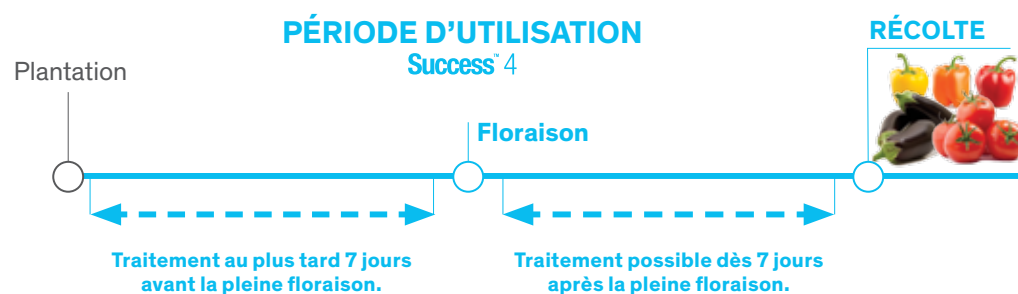 PÉRIODE D’UTILISATION
Success™ 4
RÉCOLTE
Plantation
Floraison
Traitement au plus tard 7 jours
avant la pleine floraison.
Traitement possible dès 7 jours
après la pleine floraison.